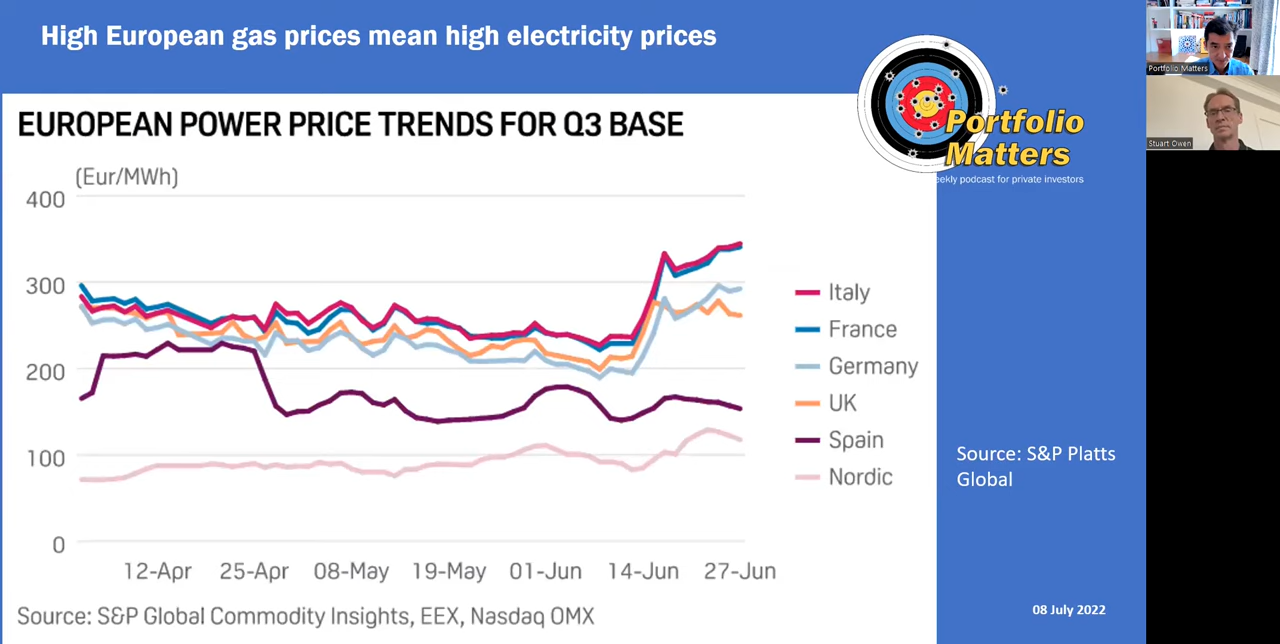 High European gas prices mean high electricity prices
Portfolio Matters
Stuart Owen
Portfolio
Matters
eekly podcast for private investors
EUROPEAN POWER PRICE TRENDS FOR Q3 BASE
(Eur/MWh)
400
300
200
100
0
12-Apr 25-Apr 08-May 19-May 01-Jun 14-Jun 27-Jun
Italy
France
Germany
UK
Spain
Nordic
Source: S&P Global Commodity Insights, EEX, Nasdaq OMX
Source: S&P Platts
Global
08 July 2022